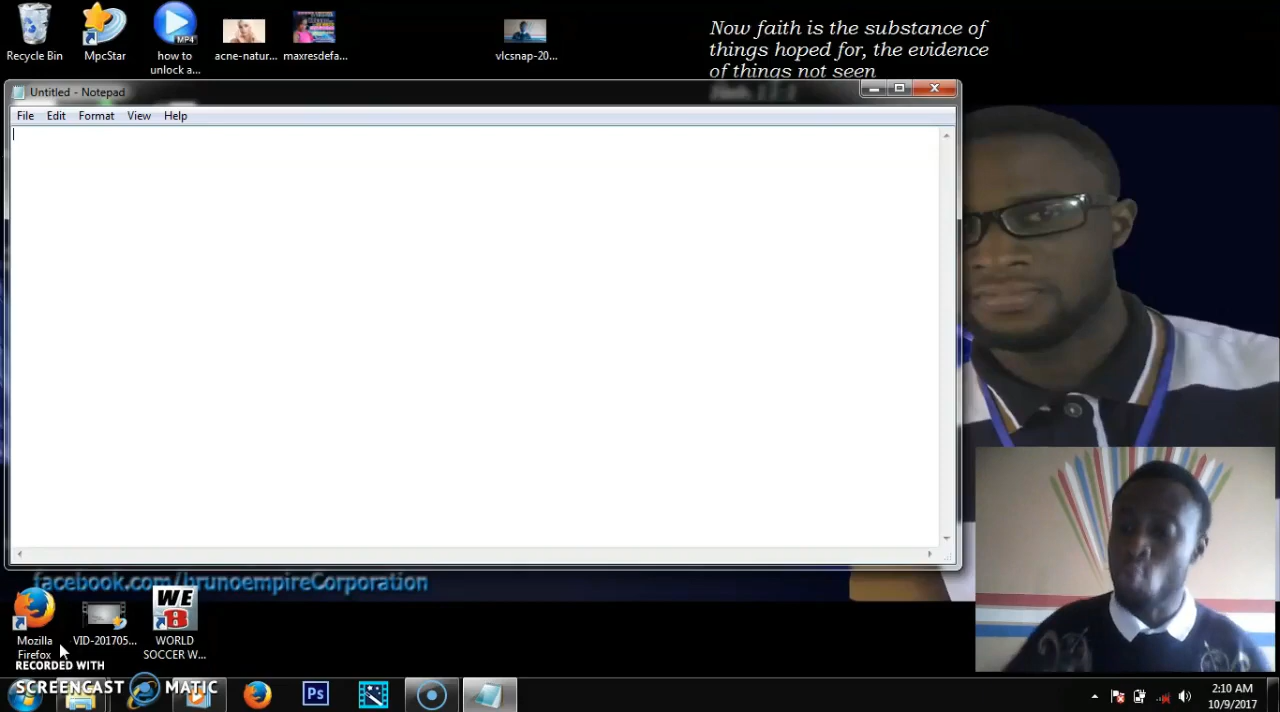 Recycle Bin
MpcStar
how to
unlock a...
acne-natur...
maxresdefa...
vlcsnap-20...
Now faith is the substance of
things hoped for, the evidence
of things not seen
Untitled - Notepad
File Edit Format View Help
facebook.com/brunoempireCorporation
Mozilla
Firefox
VID-201705...
WORLD
SOCCER W...
MP4
WE
8
RECORDED WITH
SCREENCAST MATIC
Ps
2:10 AM
10/9/2017